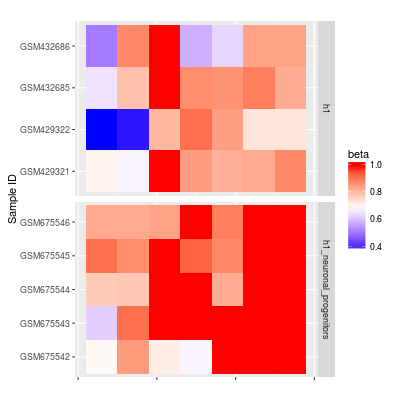 GSM432686
GSM432685
GSM429322
GSM429321
h1
GSM675546
GSM675545
GSM675544
GSM675543
GSM675542
h1_neuronal_progenitors
Sample ID
beta
1.0
0.8
0.6
0.4